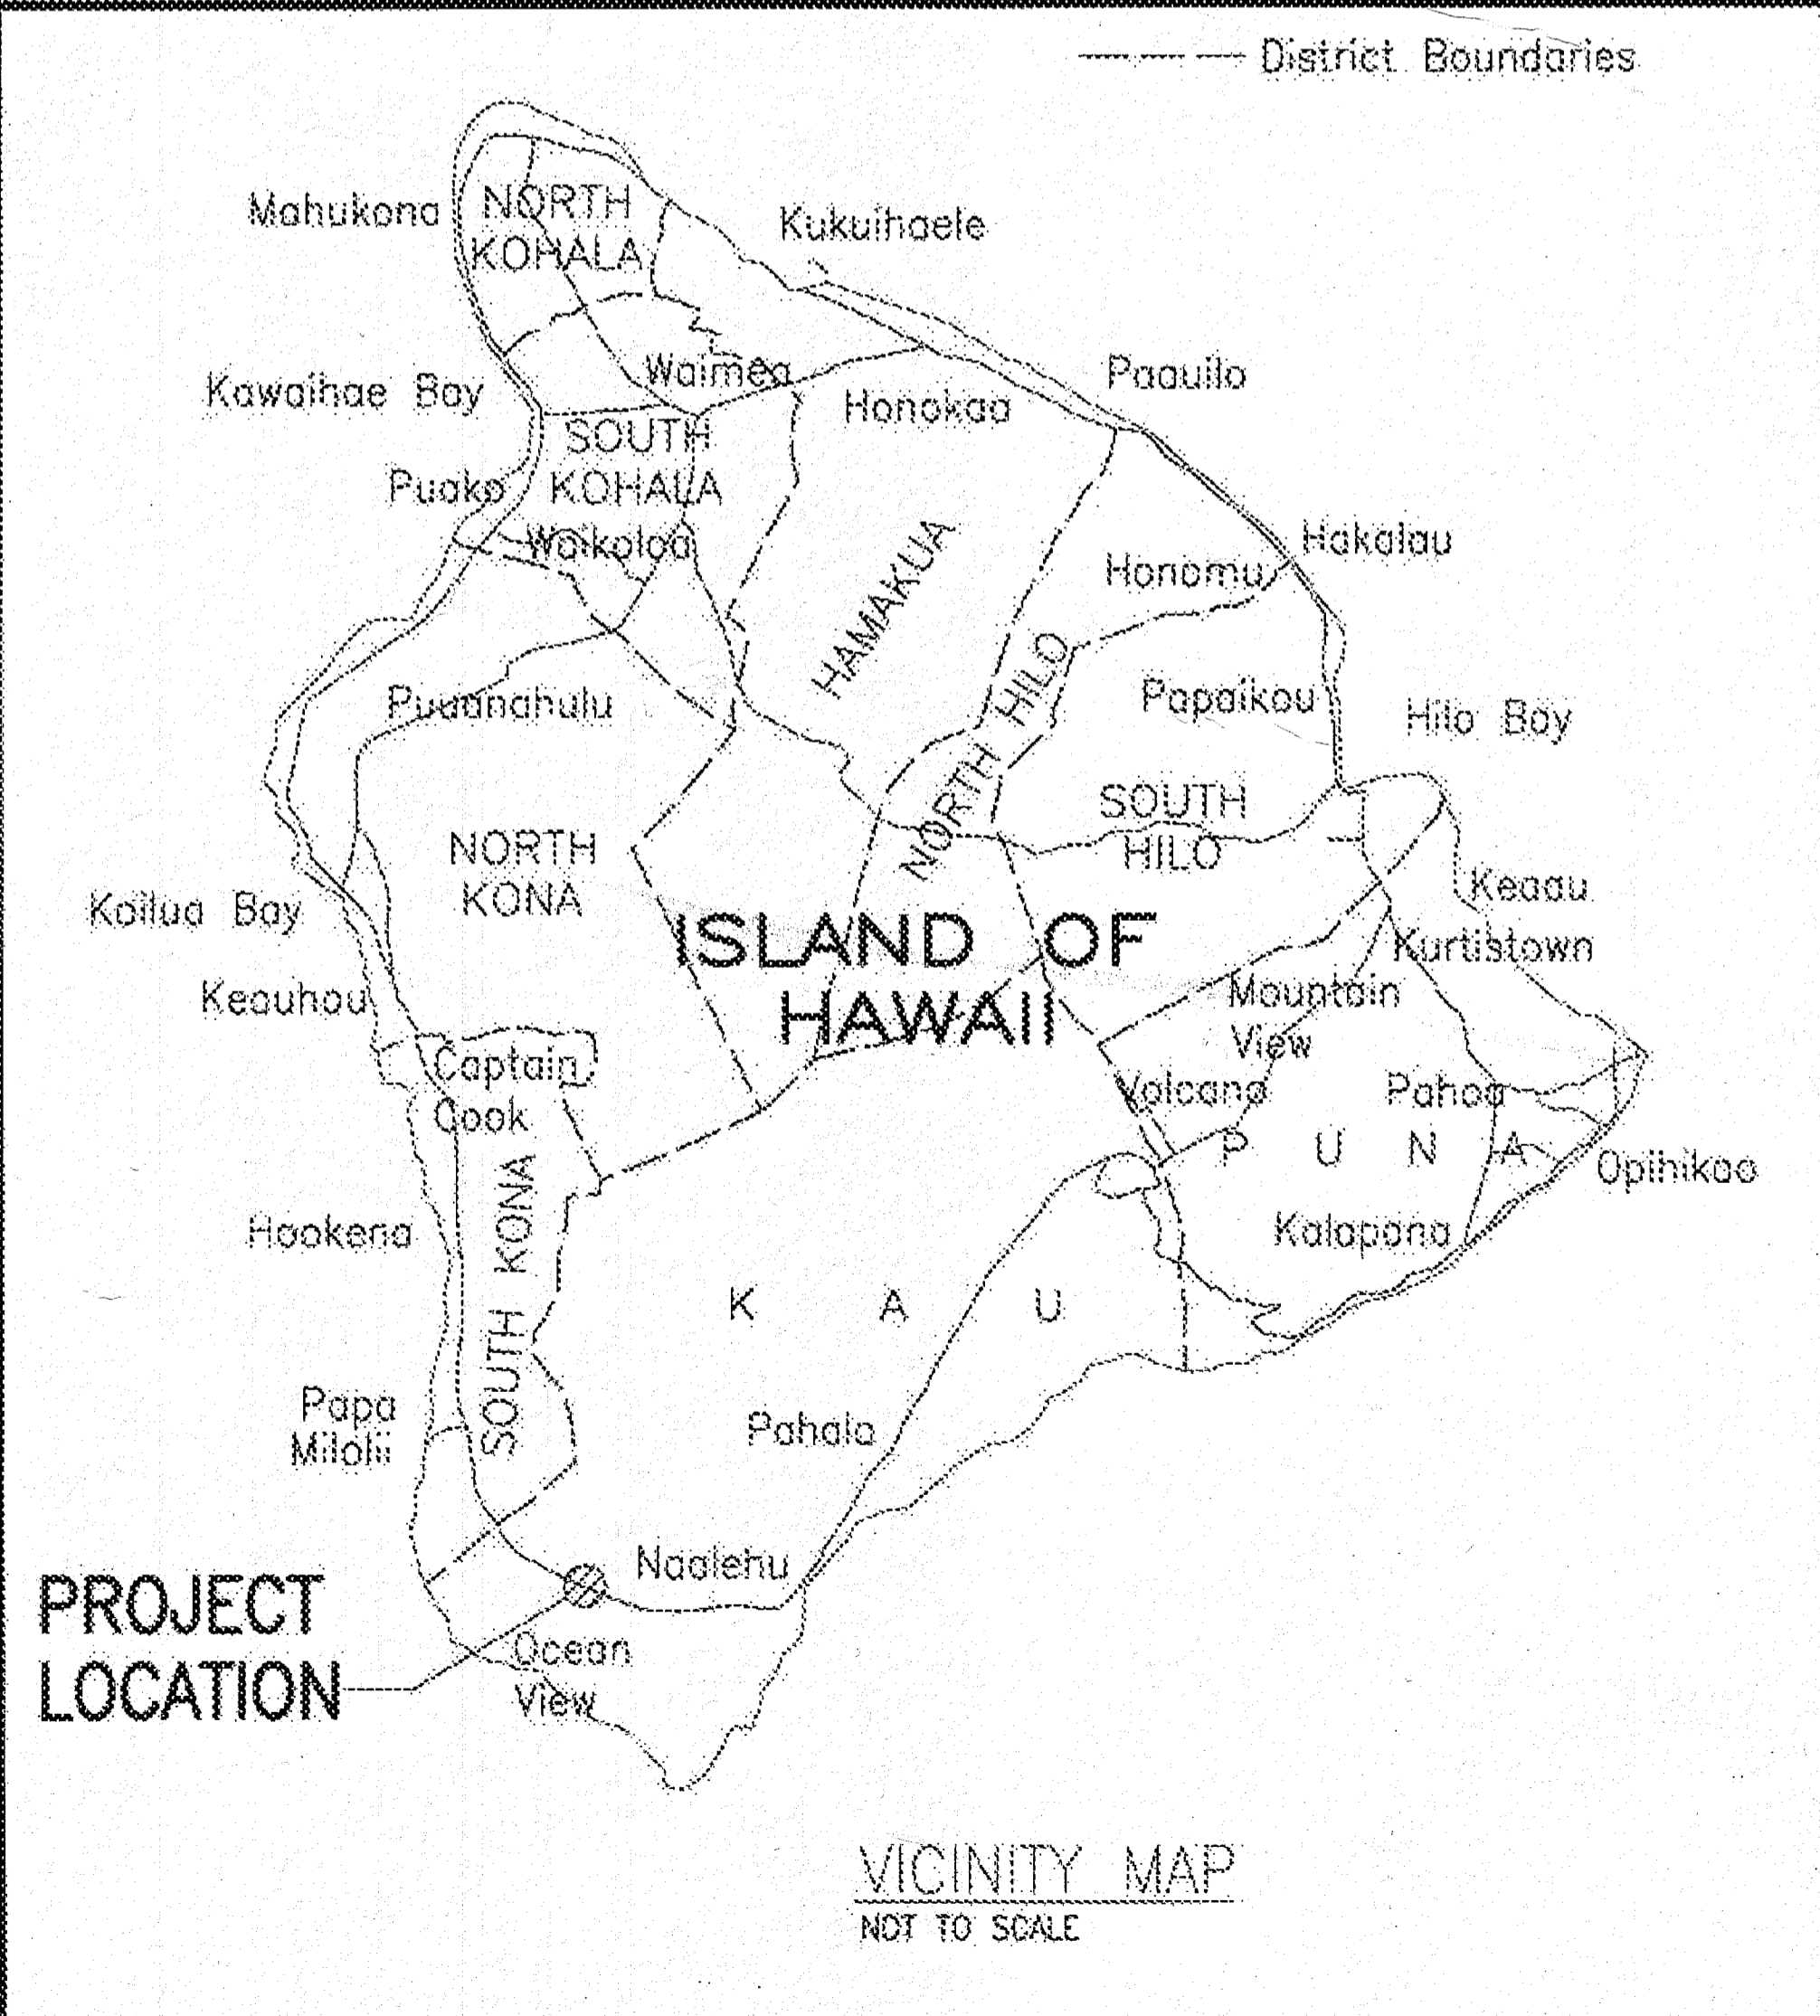 District Boundaries
Mahukona
NORTH
KOHALA
Kukuihaele
Kawaihae Bay
Waimea
Honokaa
Paauilo
SOUTH
KOHALA
Puako
Waikoloa
HAMAKUA
Honomu
Hakalau
Puuanahulu
NORTH HILO
Papaikou
Hilo Bay
SOUTH
HILO
NORTH
KONA
Kailua Bay
Keaau
ISLAND OF
HAWAII
Kurtistown
Keauhou
Mountain
View
Captain
Cook
Volcano
Pahoa
PUNA
Opihikao
SOUTH KONA
Hookena
Kalapana
KAU
Papa
Milolii
Pahala
Naalehu
PROJECT
LOCATION
Ocean
View
VICINITY MAP
NOT TO SCALE